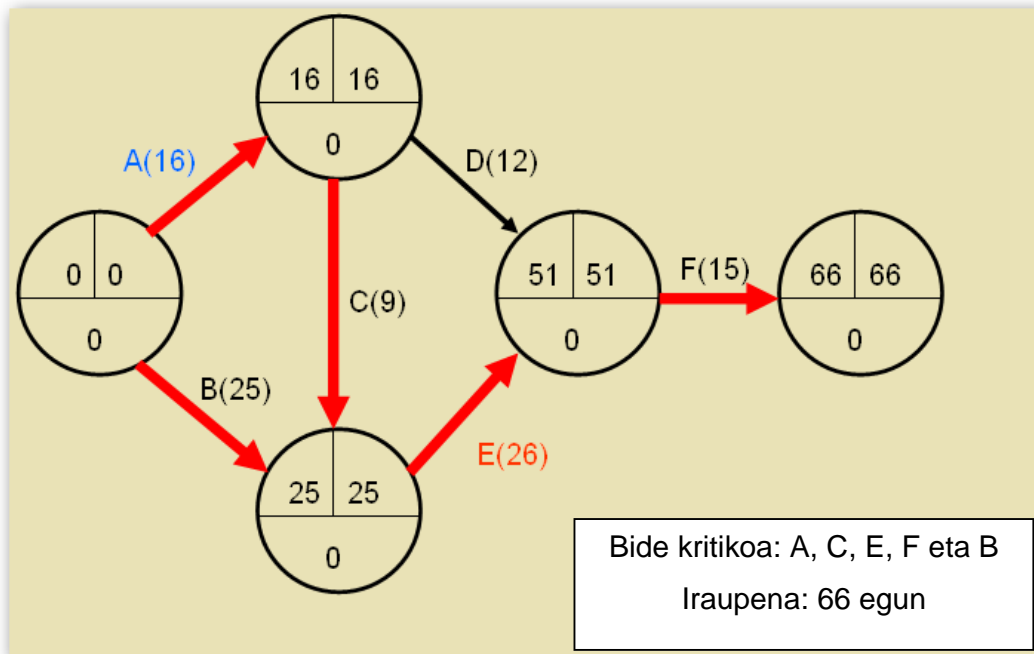 16 16
0
A(16)
D(12)
0 0
0
C(9)
51 51
0
F(15)
66 66
0
B(25)
E(26)
25 25
0
Bide kritikoa: A, C, E, F eta B
Iraupena: 66 egun